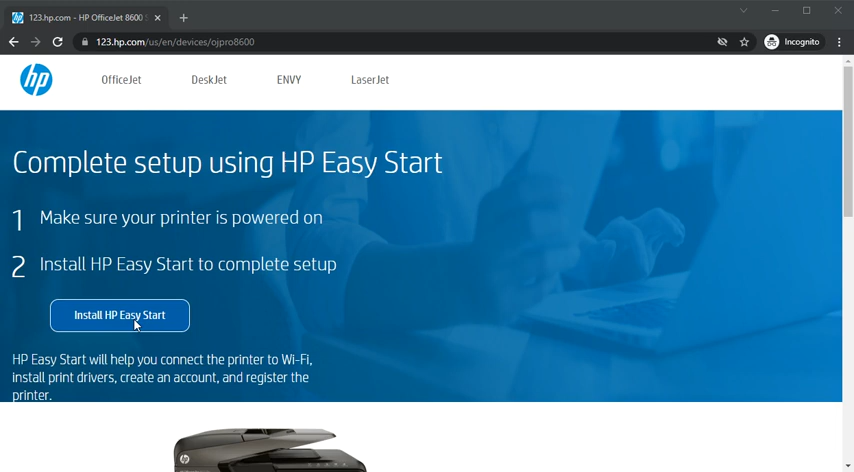 123.hp.com - HP OfficeJet 8600
123.hp.com/us/en/devices/ojpro8600
Incognito
hp
OfficeJet
DeskJet
ENVY
LaserJet
Complete setup using HP Easy Start
1 Make sure your printer is powered on
2 Install HP Easy Start to complete setup
Install HP Easy Start
HP Easy Start will help you connect the printer to Wi-Fi,
install print drivers, create an account, and register the
printer.